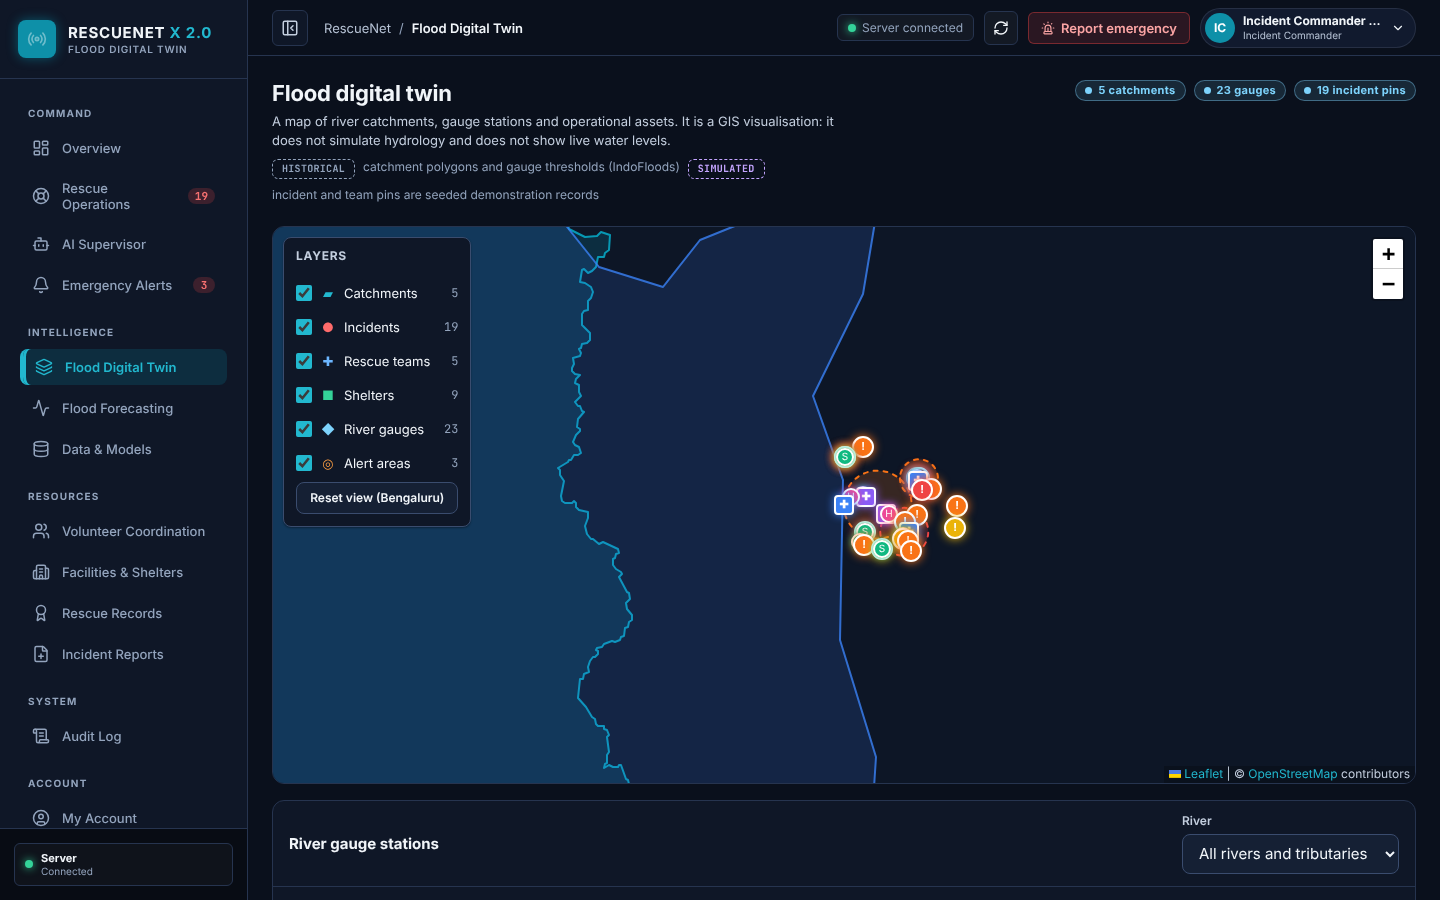 RESCUENET X 2.0
FLOOD DIGITAL TWIN
COMMAND
Overview
Rescue
Operations
19
AI Supervisor
Emergency Alerts
3
INTELLIGENCE
Flood Digital Twin
Flood Forecasting
Data & Models
RESOURCES
Volunteer Coordination
Facilities & Shelters
Rescue Records
Incident Reports
SYSTEM
Audit Log
ACCOUNT
My Account
Server
Connected
RescueNet / Flood Digital Twin
Server connected
Report emergency
IC
Incident Commander ...
Incident Commander
Flood digital twin
5 catchments
23 gauges
19 incident pins
A map of river catchments, gauge stations and operational assets. It is a GIS visualisation: it
does not simulate hydrology and does not show live water levels.
HISTORICAL catchment polygons and gauge thresholds (IndoFloods) SIMULATED
incident and team pins are seeded demonstration records
LAYERS
Catchments 5
Incidents 19
Rescue teams 5
Shelters 9
River gauges 23
Alert areas 3
Reset view (Bengaluru)
+
−
S
!
H
!
!
!
H
!
!
!
S
!
S
!
!
Leaflet | © OpenStreetMap contributors
River gauge stations
River
All rivers and tributaries